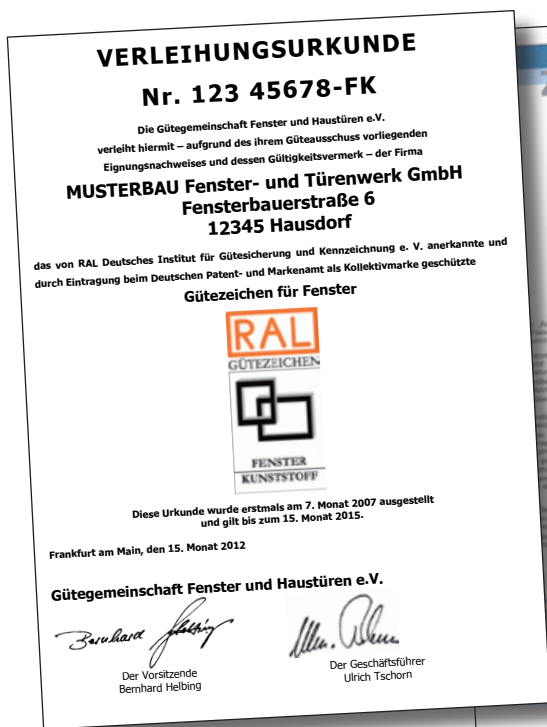 VERLEIHUNGSURKUNDE
Nr. 123 45678-FK
Die Gütegemeinschaft Fenster und Haustüren e.V.
verleiht hiermit – aufgrund des ihrem Güteausschuss vorliegenden
Eignungsnachweises und dessen Gültigkeitsvermerk – der Firma
MUSTERBAU Fenster- und Türenwerk GmbH
Fensterbauerstraße 6
12345 Hausdorf
das von RAL Deutsches Institut für Gütesicherung und Kennzeichnung e. V. anerkannte und
durch Eintragung beim Deutschen Patent- und Markenamt als Kollektivmarke geschützte
Gütezeichen für Fenster
RAL
GÜTEZEICHEN
FENSTER
KUNSTSTOFF
Diese Urkunde wurde erstmals am 7. Monat 2007 ausgestellt
und gilt bis zum 15. Monat 2015.
Frankfurt am Main, den 15. Monat 2012
Gütegemeinschaft Fenster und Haustüren e.V.
Bernhard Helbing
Der Vorsitzende
Bernhard Helbing
Der Geschäftsführer
Ulrich Tschorn